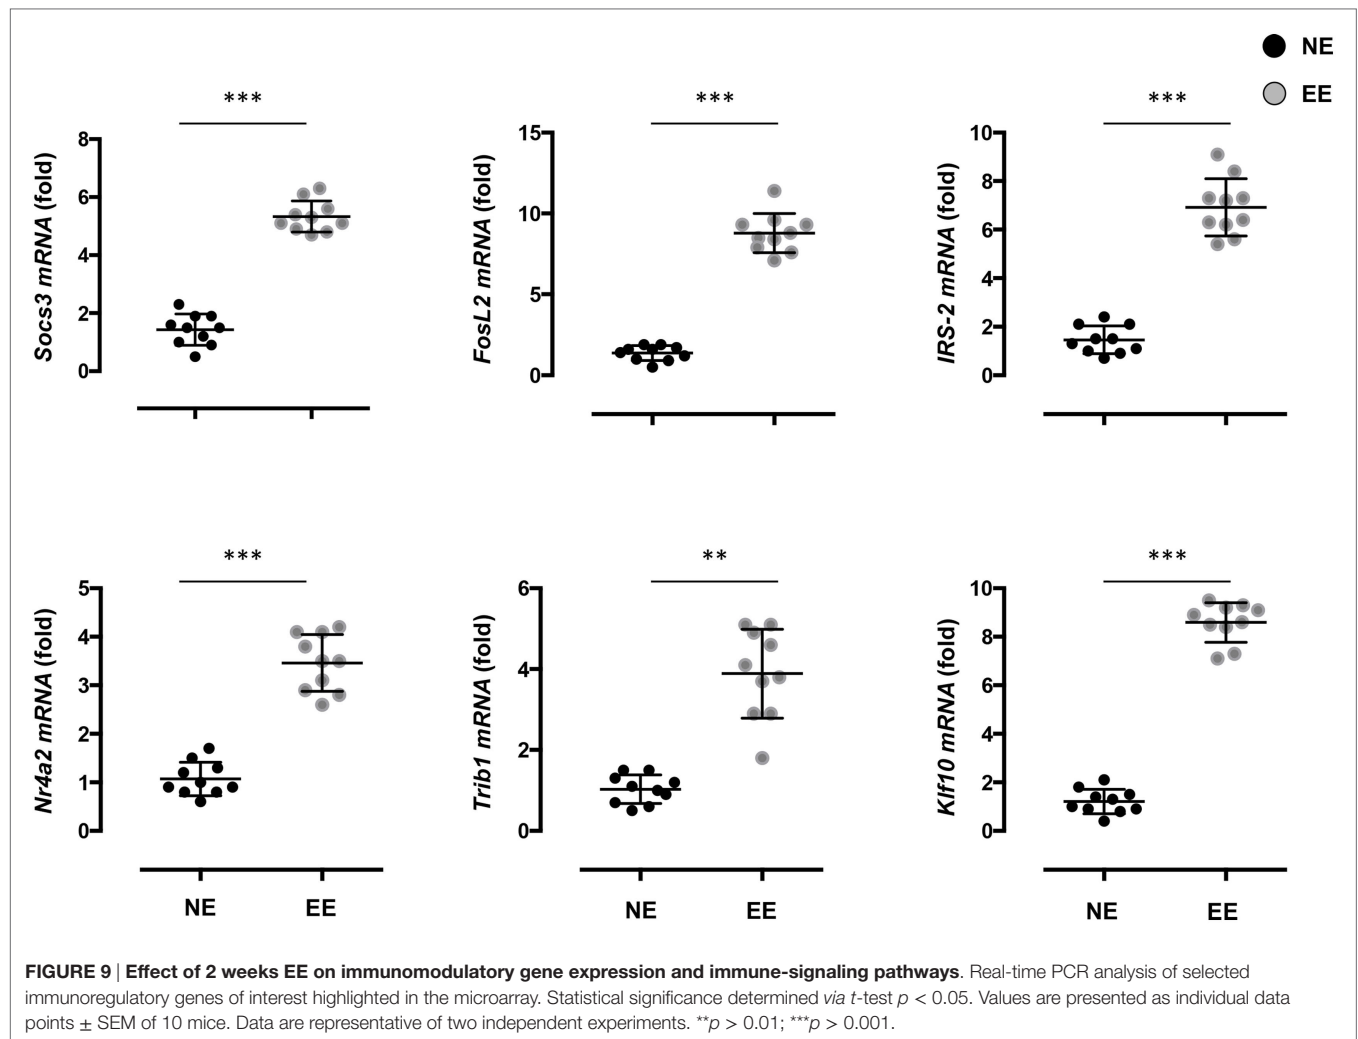 NE
EE
***
***
***
Socs3 mRNA (fold)
8
6
4
2
0
FosL2 mRNA (fold)
15
10
5
0
IRS-2 mRNA (fold)
10
8
6
4
2
0
***
**
***
Nr4a2 mRNA (fold)
5
4
3
2
1
0
Trib1 mRNA (fold)
6
4
2
0
Klf10 mRNA (fold)
10
8
6
4
2
0
NE EE
NE EE
NE EE
FIGURE 9 | Effect of 2 weeks EE on immunomodulatory gene expression and immune-signaling pathways. Real-time PCR analysis of selected
immunoregulatory genes of interest highlighted in the microarray. Statistical significance determined via t-test p < 0.05. Values are presented as individual data
points ± SEM of 10 mice. Data are representative of two independent experiments. **p > 0.01; ***p > 0.001.